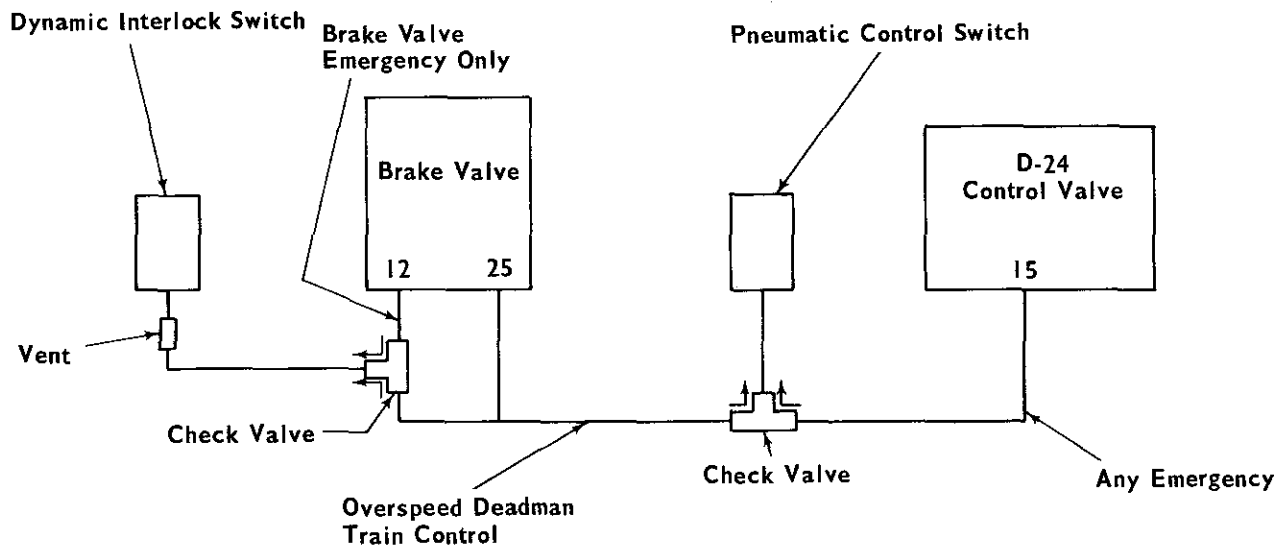 Dynamic Interlock Switch
Brake Valve
Emergency Only
Pneumatic Control Switch
Brake Valve
D-24
Control Valve
12
25
15
Vent
Check Valve
Check Valve
Any Emergency
Overspeed Deadman
Train Control